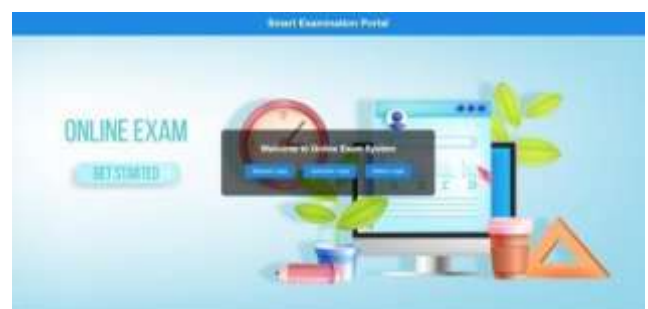 Smart Examination Portal
ONLINE EXAM
GET STARTED
Welcome to Online Exam System